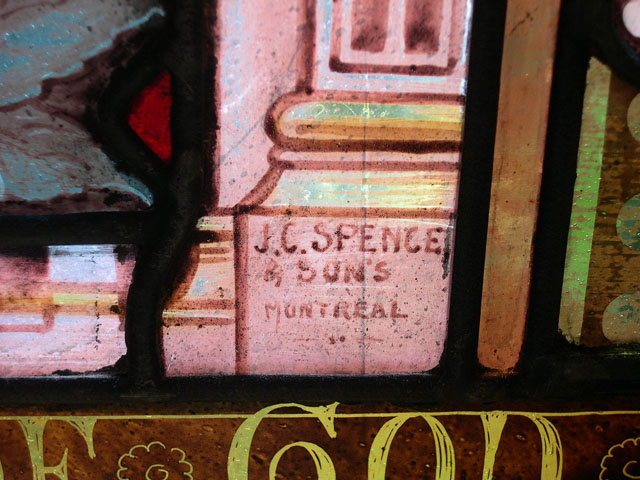 J.C. SPENCE
& SONS
MONTREAL
GOD